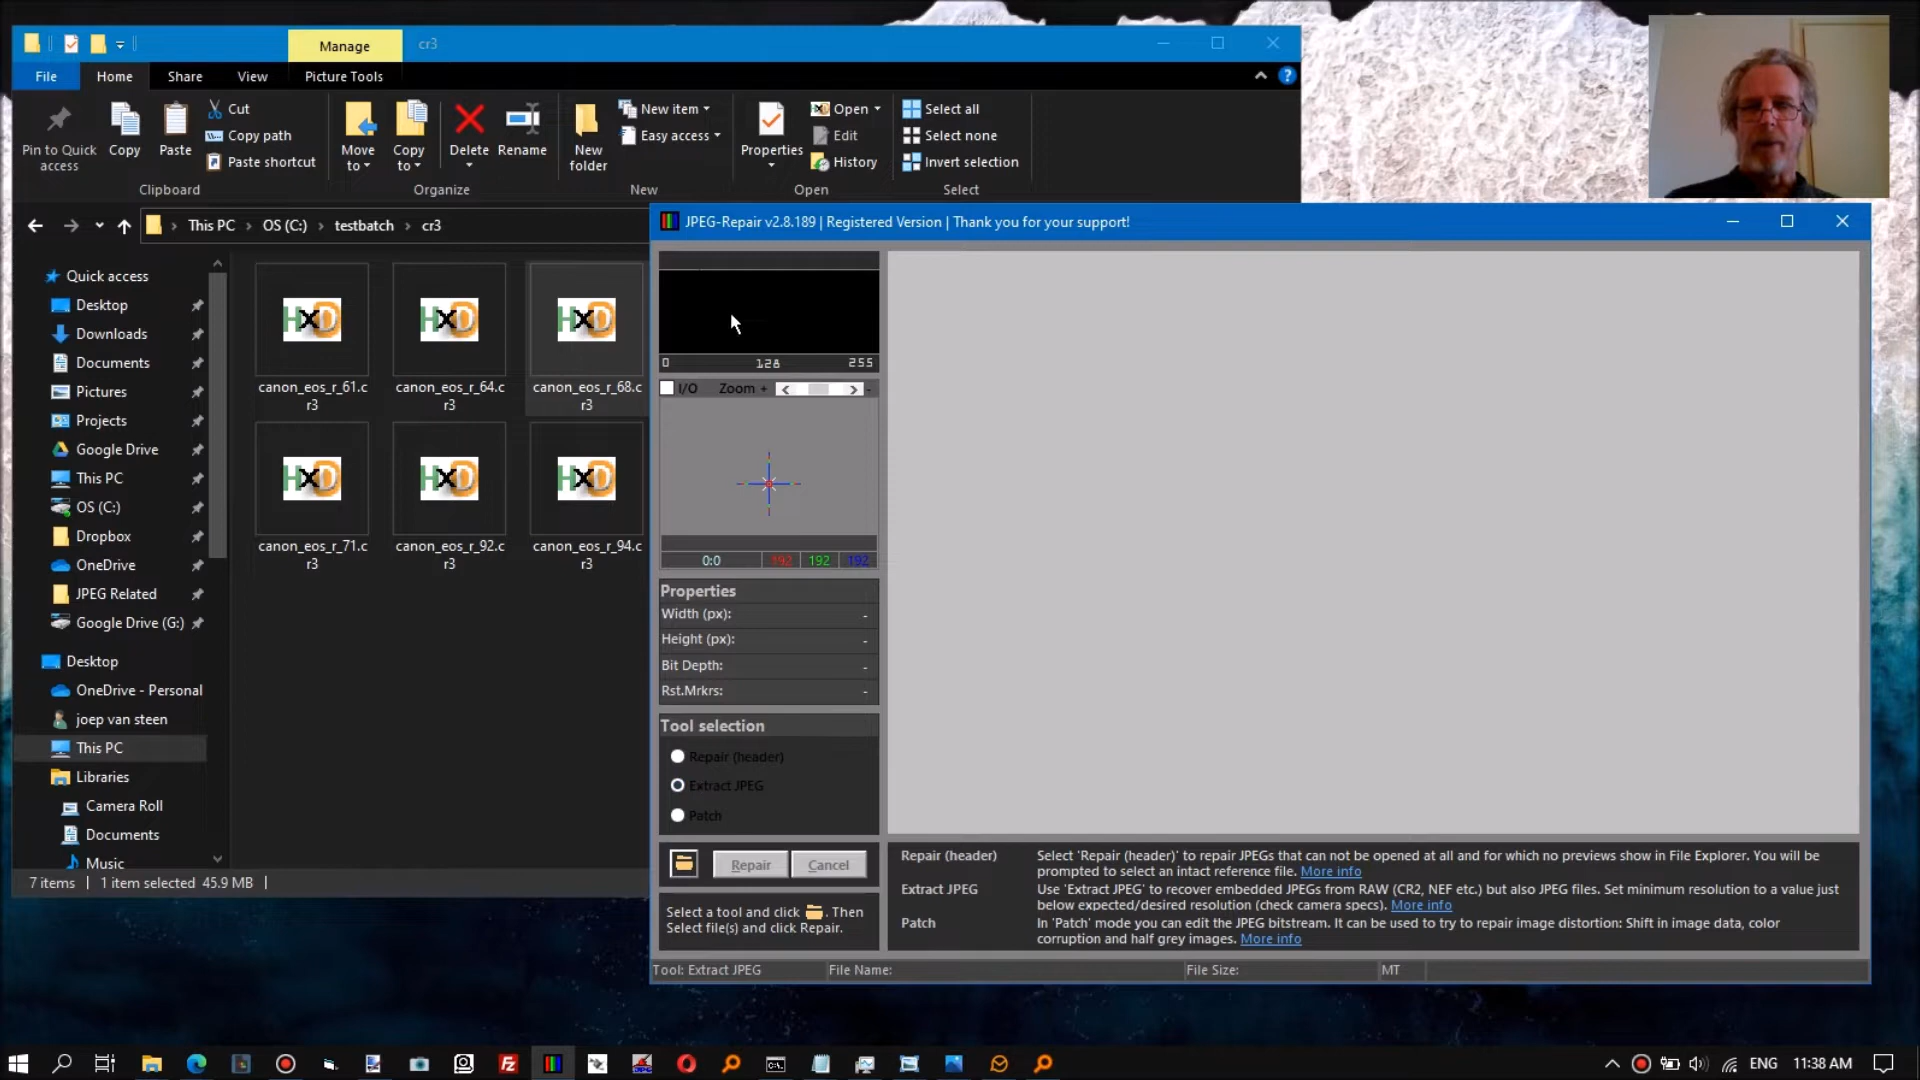 Manage
cr3
File
Home
Share
View
Picture Tools
Pin to Quick
access
Copy
Paste
Cut
Copy path
Paste shortcut
Clipboard
Move
to
Copy
to
Delete
Rename
Organize
New
folder
New item
Easy access
New
Properties
Open
Edit
History
Open
Select all
Select none
Invert selection
Select
This PC
OS (C:)
testbatch
cr3
Quick access
Desktop
Downloads
Documents
Pictures
Projects
Google Drive
This PC
OS (C:)
Dropbox
OneDrive
JPEG Related
Google Drive (G:)
Desktop
OneDrive - Personal
joep van steen
This PC
Libraries
Camera Roll
Documents
Music
HxD
HxD
HxD
canon_eos_r_61.c
r3
canon_eos_r_64.c
r3
canon_eos_r_68.c
r3
HxD
HxD
HxD
canon_eos_r_71.c
r3
canon_eos_r_92.c
r3
canon_eos_r_94.c
r3
7 items
1 item selected 45.9 MB
JPEG-Repair v2.8.189 | Registered Version | Thank you for your support!
0 128 255
I/O Zoom + -
0:0 192 192 192
Properties
Width (px): -
Height (px): -
Bit Depth: -
Rst.Mrkrs: -
Tool selection
Repair (header)
Extract JPEG
Patch
Repair
Cancel
Select a tool and click . Then
Select file(s) and click Repair.
Repair (header) Select 'Repair (header)' to repair JPEGs that can not be opened at all and for which no previews show in File Explorer. You will be
prompted to select an intact reference file. More info
Extract JPEG Use 'Extract JPEG' to recover embedded JPEGs from RAW (CR2, NEF etc.) but also JPEG files. Set minimum resolution to a value just
below expected/desired resolution (check camera specs). More info
Patch In 'Patch' mode you can edit the JPEG bitstream. It can be used to try to repair image distortion: Shift in image data, color
corruption and half grey images. More info
Tool: Extract JPEG
File Name:
File Size:
MT
ENG
11:38 AM